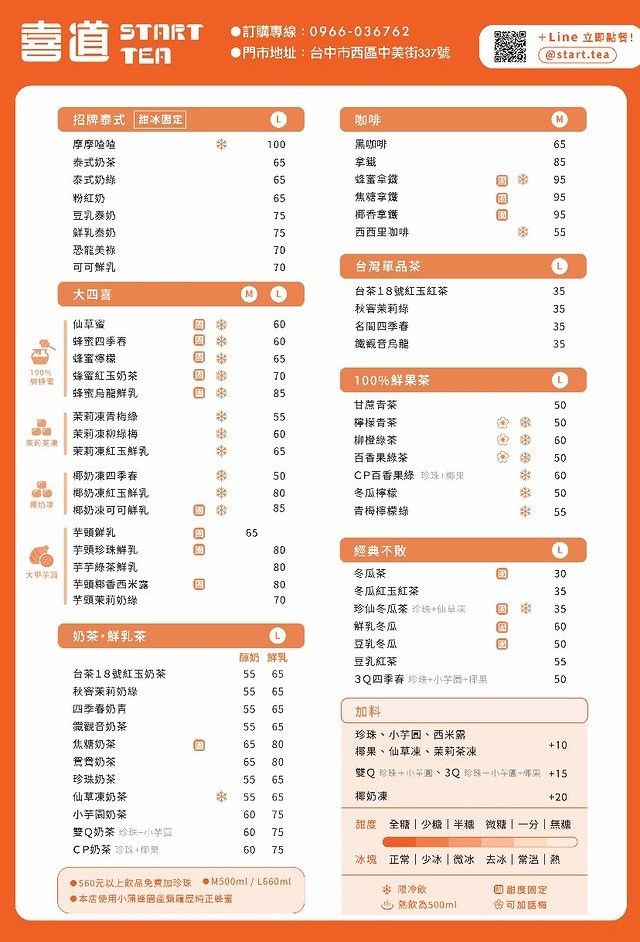 喜道 START TEA
●訂購專線：0966-036762
●門市地址：台中市西區中美街337號
＋Line 立即點餐!
@start.tea
招牌泰式 甜冰固定 L
摩摩喳喳 100
泰式奶茶 65
泰式奶綠 65
粉紅奶 65
豆乳泰奶 75
鮮乳泰奶 75
恐龍美祿 70
可可鮮乳 70
大四喜 M L
100% 純蜂蜜
仙草蜜 固 60
蜂蜜四季春 固 60
蜂蜜檸檬 固 65
蜂蜜紅玉奶茶 固 70
蜂蜜烏龍鮮乳 固 85
茉莉茶凍
茉莉凍青梅綠 55
茉莉凍柳綠梅 60
茉莉凍紅玉鮮乳 65
椰奶凍
椰奶凍四季春 50
椰奶凍紅玉鮮乳 80
椰奶凍可可鮮乳 固 85
大甲芋頭
芋頭鮮乳 固 65
芋頭珍珠鮮乳 固 80
芋芋綠茶鮮乳 80
芋頭椰香西米露 固 80
芋頭茉莉奶綠 70
奶茶·鮮乳茶 L
醇奶 鮮乳
台茶18號紅玉奶茶 55 65
秋窨茉莉奶綠 55 65
四季春奶青 55 65
鐵觀音奶茶 55 65
焦糖奶茶 固 65 80
鴛鴦奶茶 65 80
珍珠奶茶 55 65
仙草凍奶茶 55 65
小芋圓奶茶 60 75
雙Q奶茶 珍珠+小芋圓 60 75
CP奶茶 珍珠+椰果 60 75
●$60元以上飲品免費加珍珠 ●M500ml / L660ml
●本店使用小蒲蜂園產銷履歷純正蜂蜜
咖啡 M
黑咖啡 65
拿鐵 85
蜂蜜拿鐵 固 95
焦糖拿鐵 固 95
椰香拿鐵 固 95
西西里咖啡 55
台灣單品茶 L
台茶18號紅玉紅茶 35
秋窨茉莉綠 35
名間四季春 35
鐵觀音烏龍 35
100%鮮果茶 L
甘蔗青茶 50
檸檬青茶 50
柳橙綠茶 60
百香果綠茶 50
CP百香果綠 珍珠+椰果 60
冬瓜檸檬 50
青梅檸檬綠 55
經典不敗 L
冬瓜茶 固 30
冬瓜紅玉紅茶 35
珍仙冬瓜茶 珍珠+仙草凍 固 35
鮮乳冬瓜 固 60
豆乳冬瓜 固 50
豆乳紅茶 55
3Q四季春 珍珠+小芋圓+椰果 50
加料
珍珠、小芋圓、西米露
椰果、仙草凍、茉莉茶凍 +10
雙Q 珍珠+小芋圓、3Q 珍珠+小芋圓+椰果 +15
椰奶凍 +20
甜度 全糖｜少糖｜半糖 微糖｜一分｜無糖
冰塊 正常｜少冰｜微冰 去冰｜常溫｜熱
限冷飲 固 甜度固定
熱飲為500ml 可加話梅